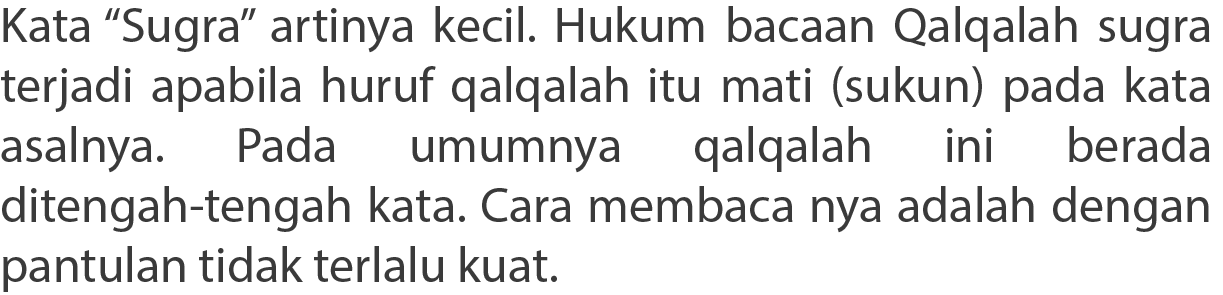 Kata “Sugra” artinya kecil. Hukum bacaan Qalqalah sugra
terjadi apabila huruf qalqalah itu mati (sukun) pada kata
asalnya. Pada umumnya qalqalah ini berada
ditengah-tengah kata. Cara membaca nya adalah dengan
pantulan tidak terlalu kuat.